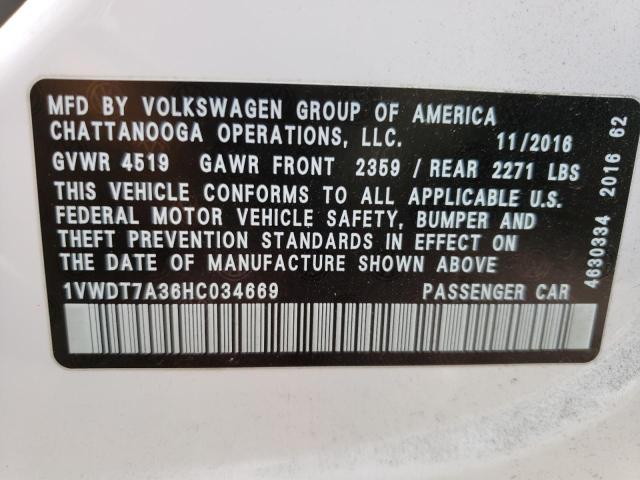 MFD BY VOLKSWAGEN GROUP OF AMERICA
CHATTANOOGA OPERATIONS, LLC. 11/2016
GVWR 4519 GAWR FRONT 2359 / REAR 2271 LBS
THIS VEHICLE CONFORMS TO ALL APPLICABLE U.S.
FEDERAL MOTOR VEHICLE SAFETY, BUMPER AND
THEFT PREVENTION STANDARDS IN EFFECT ON
THE DATE OF MANUFACTURE SHOWN ABOVE
1VWDT7A36HC034669 PASSENGER CAR
4630334 2016 62